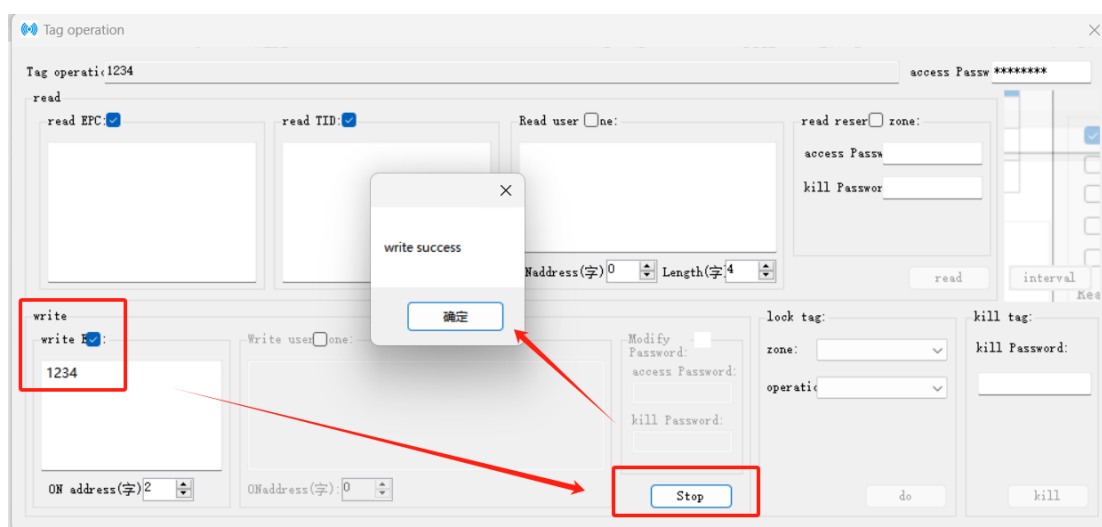 Tag operation
Tag operati(1234
access Passw ********
read
read EPC:
read TID:
Read user ne:
read reser zone:
access Passw
kill Passwor
write success
确定
Naddress(字) 0
Length(字 4
read
interval
write
write E :
1234
ON address(字) 2
Write user one:
ONaddress(字): 0
Modify
Password:
access Password:
kill Password:
Stop
lock tag:
zone:
operatic
do
kill tag:
kill Password:
kill